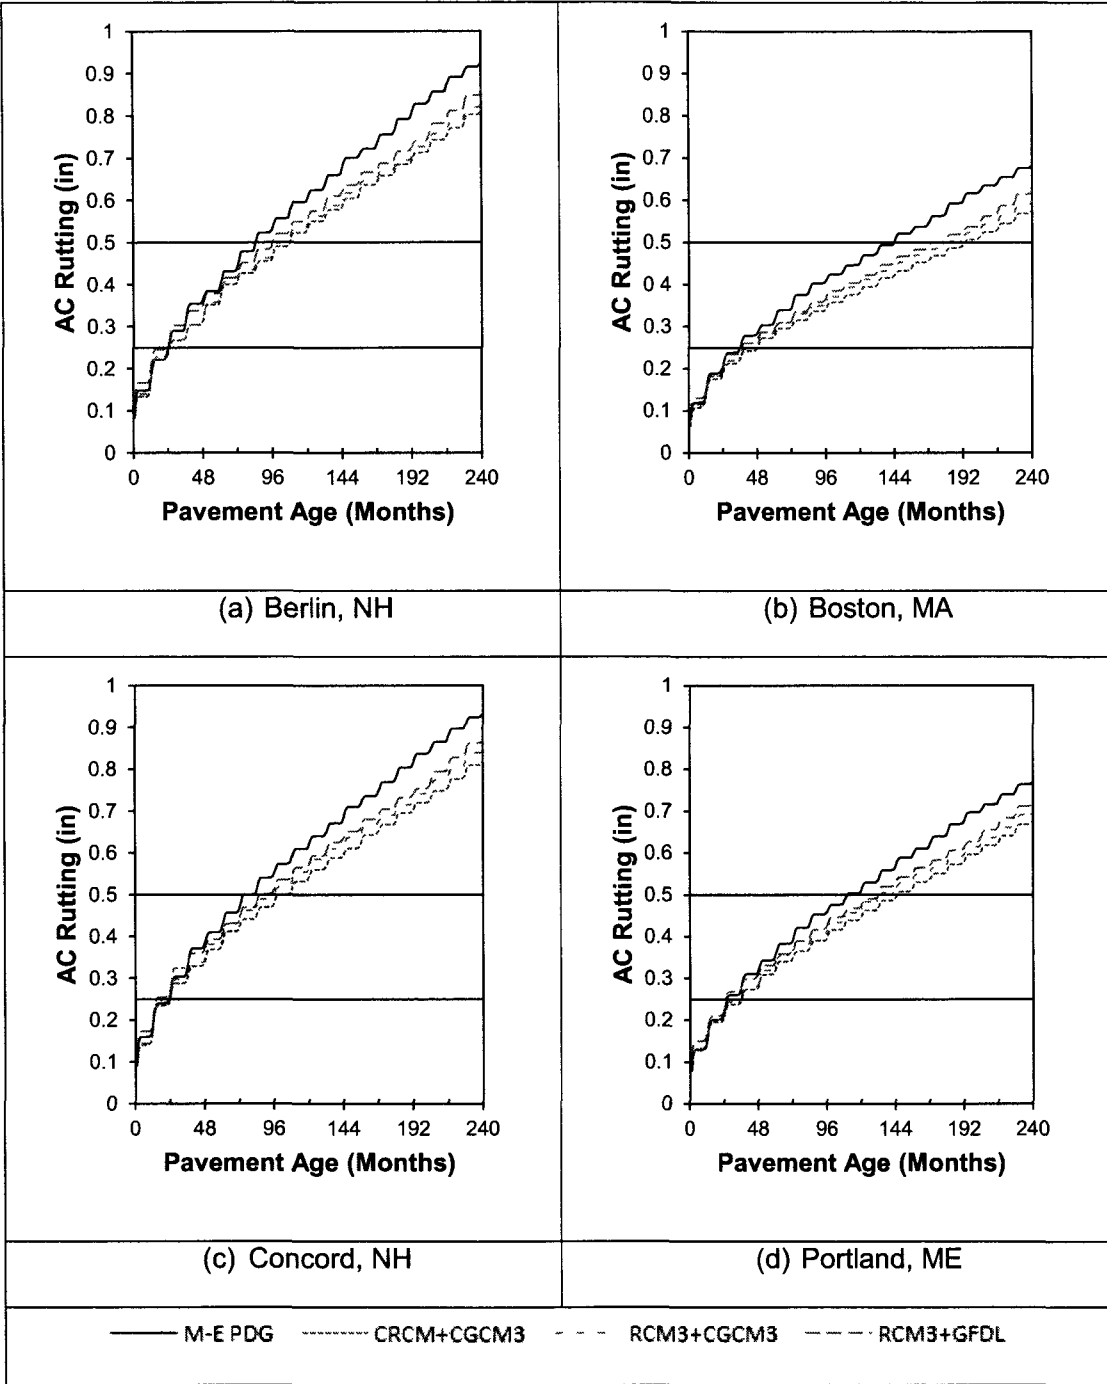 1
0.9
0.8
0.7
0.6
0.5
0.4
0.3
0.2
0.1
0
AC Rutting (in)
0 48 96 144 192 240
Pavement Age (Months)
1
0 9
0 8
0.7
0.6
0.5
0.4
0.3
0.2
0.1
0
AC Rutting (in)
0 48 96 144 192 240
Pavement Age (Months)
(a) Berlin, NH
(b) Boston, MA
1
0.9
0.8
0.7
0.6
0.5
0.4
0.3
0.2
0.1
0
AC Rutting (in)
0 48 96 144 192 240
Pavement Age (Months)
1
0.9
0.8
0.7
0.6
0.5
0.4
0.3
0.2
0.1
0
AC Rutting (in)
0 48 96 144 192 240
Pavement Age (Months)
(c) Concord, NH
(d) Portland, ME
M-E PDG CRCM+CGCM3 RCM3+CGCM3 RCM3+GFDL